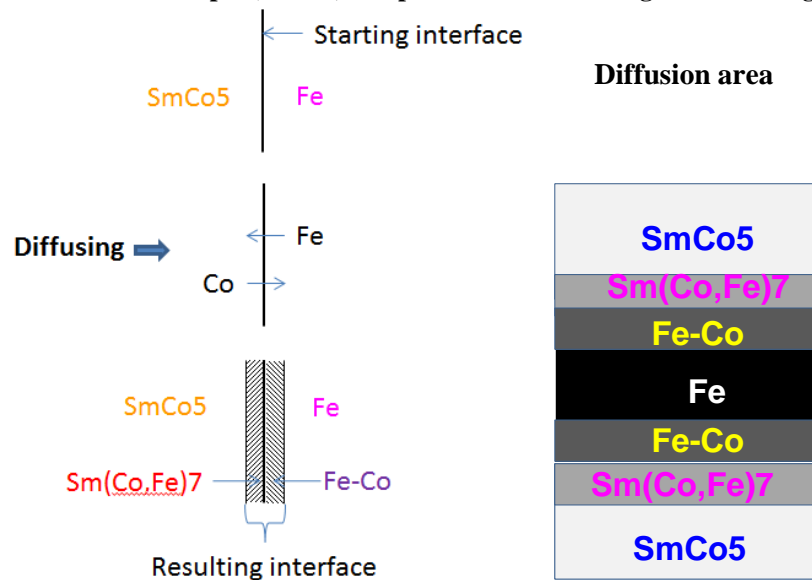 Starting interface
SmCo5
Fe
Diffusion area
Diffusing
Fe
Co
SmCo5
Fe
Sm(Co,Fe)7
Fe-Co
Resulting interface
SmCo5
Sm(Co,Fe)7
Fe-Co
Fe
Fe-Co
Sm(Co,Fe)7
SmCo5